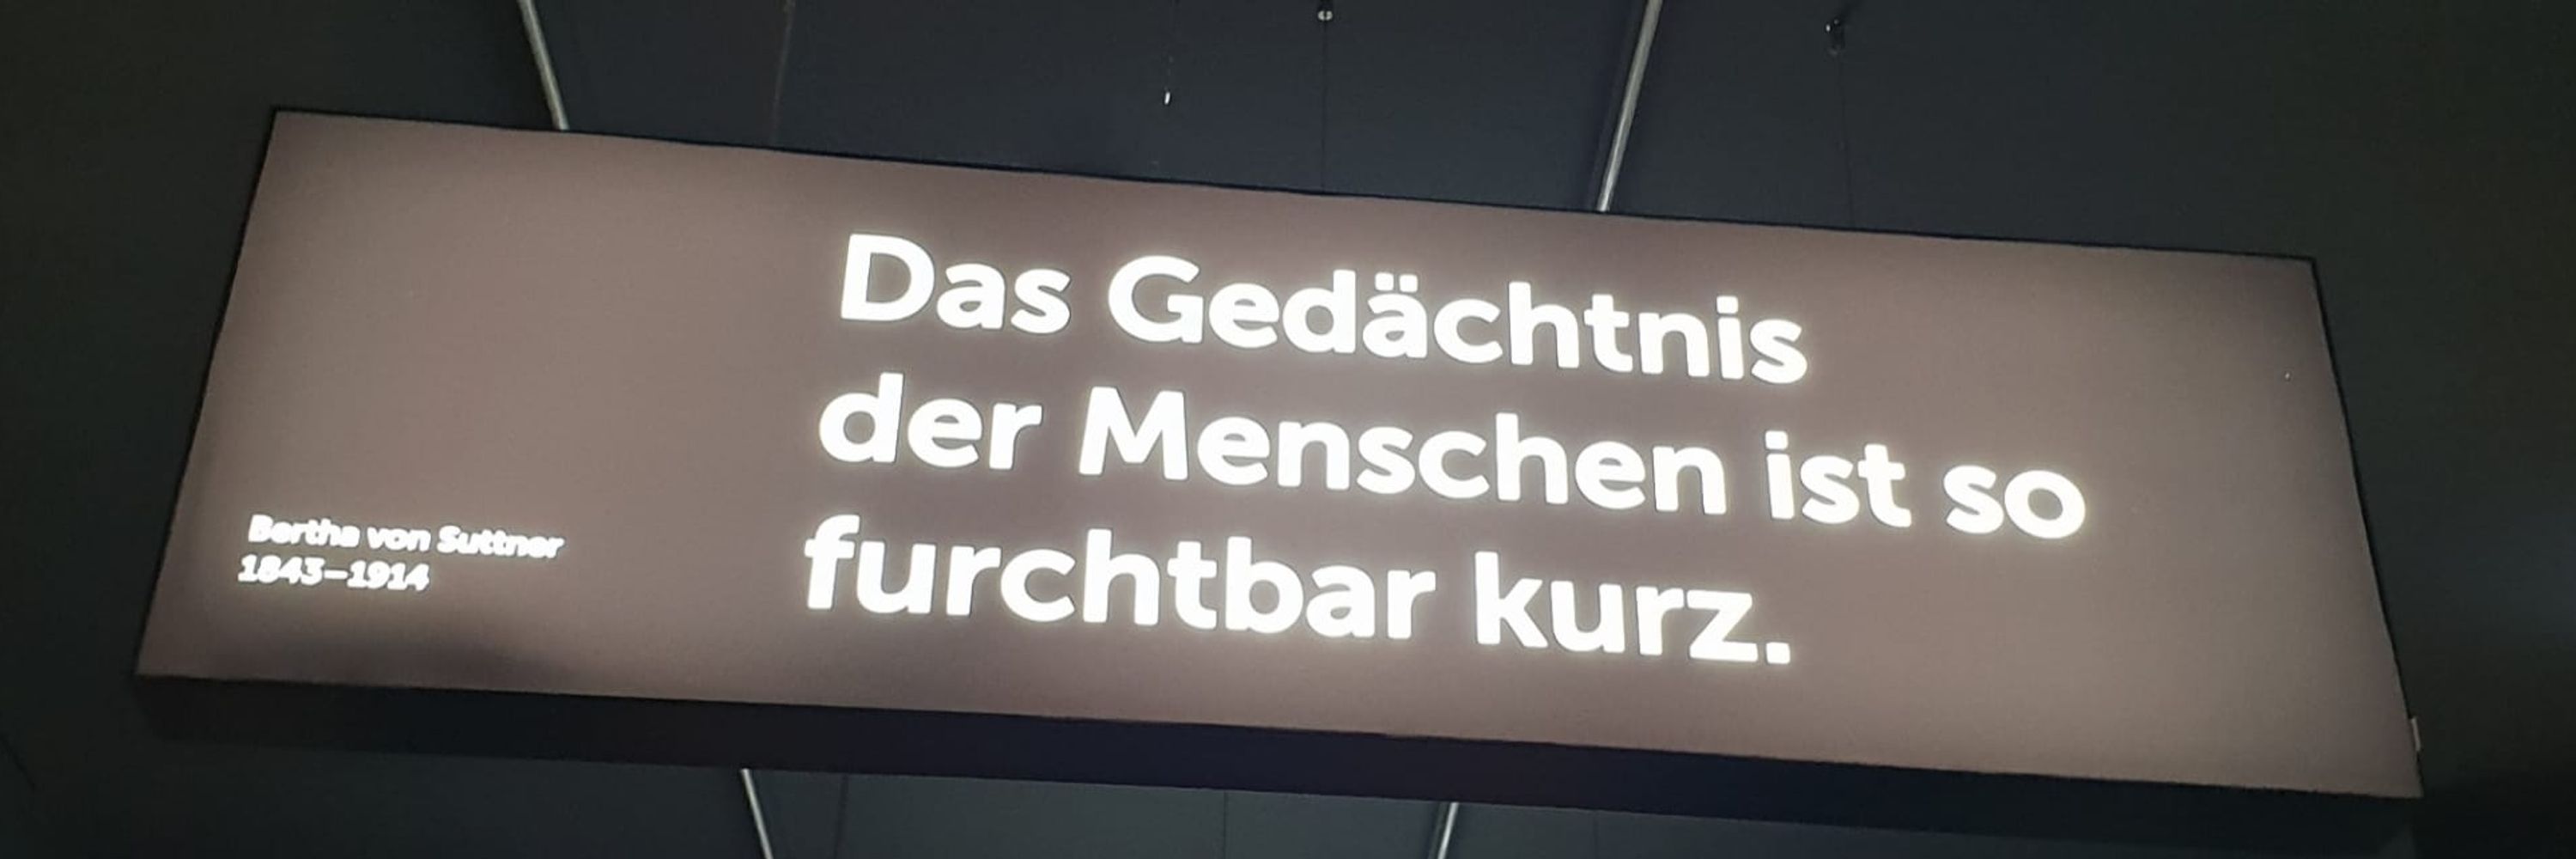 Das Gedächtnis
der Menschen ist so
furchtbar kurz.
Bertha von Suttner
1843–1914